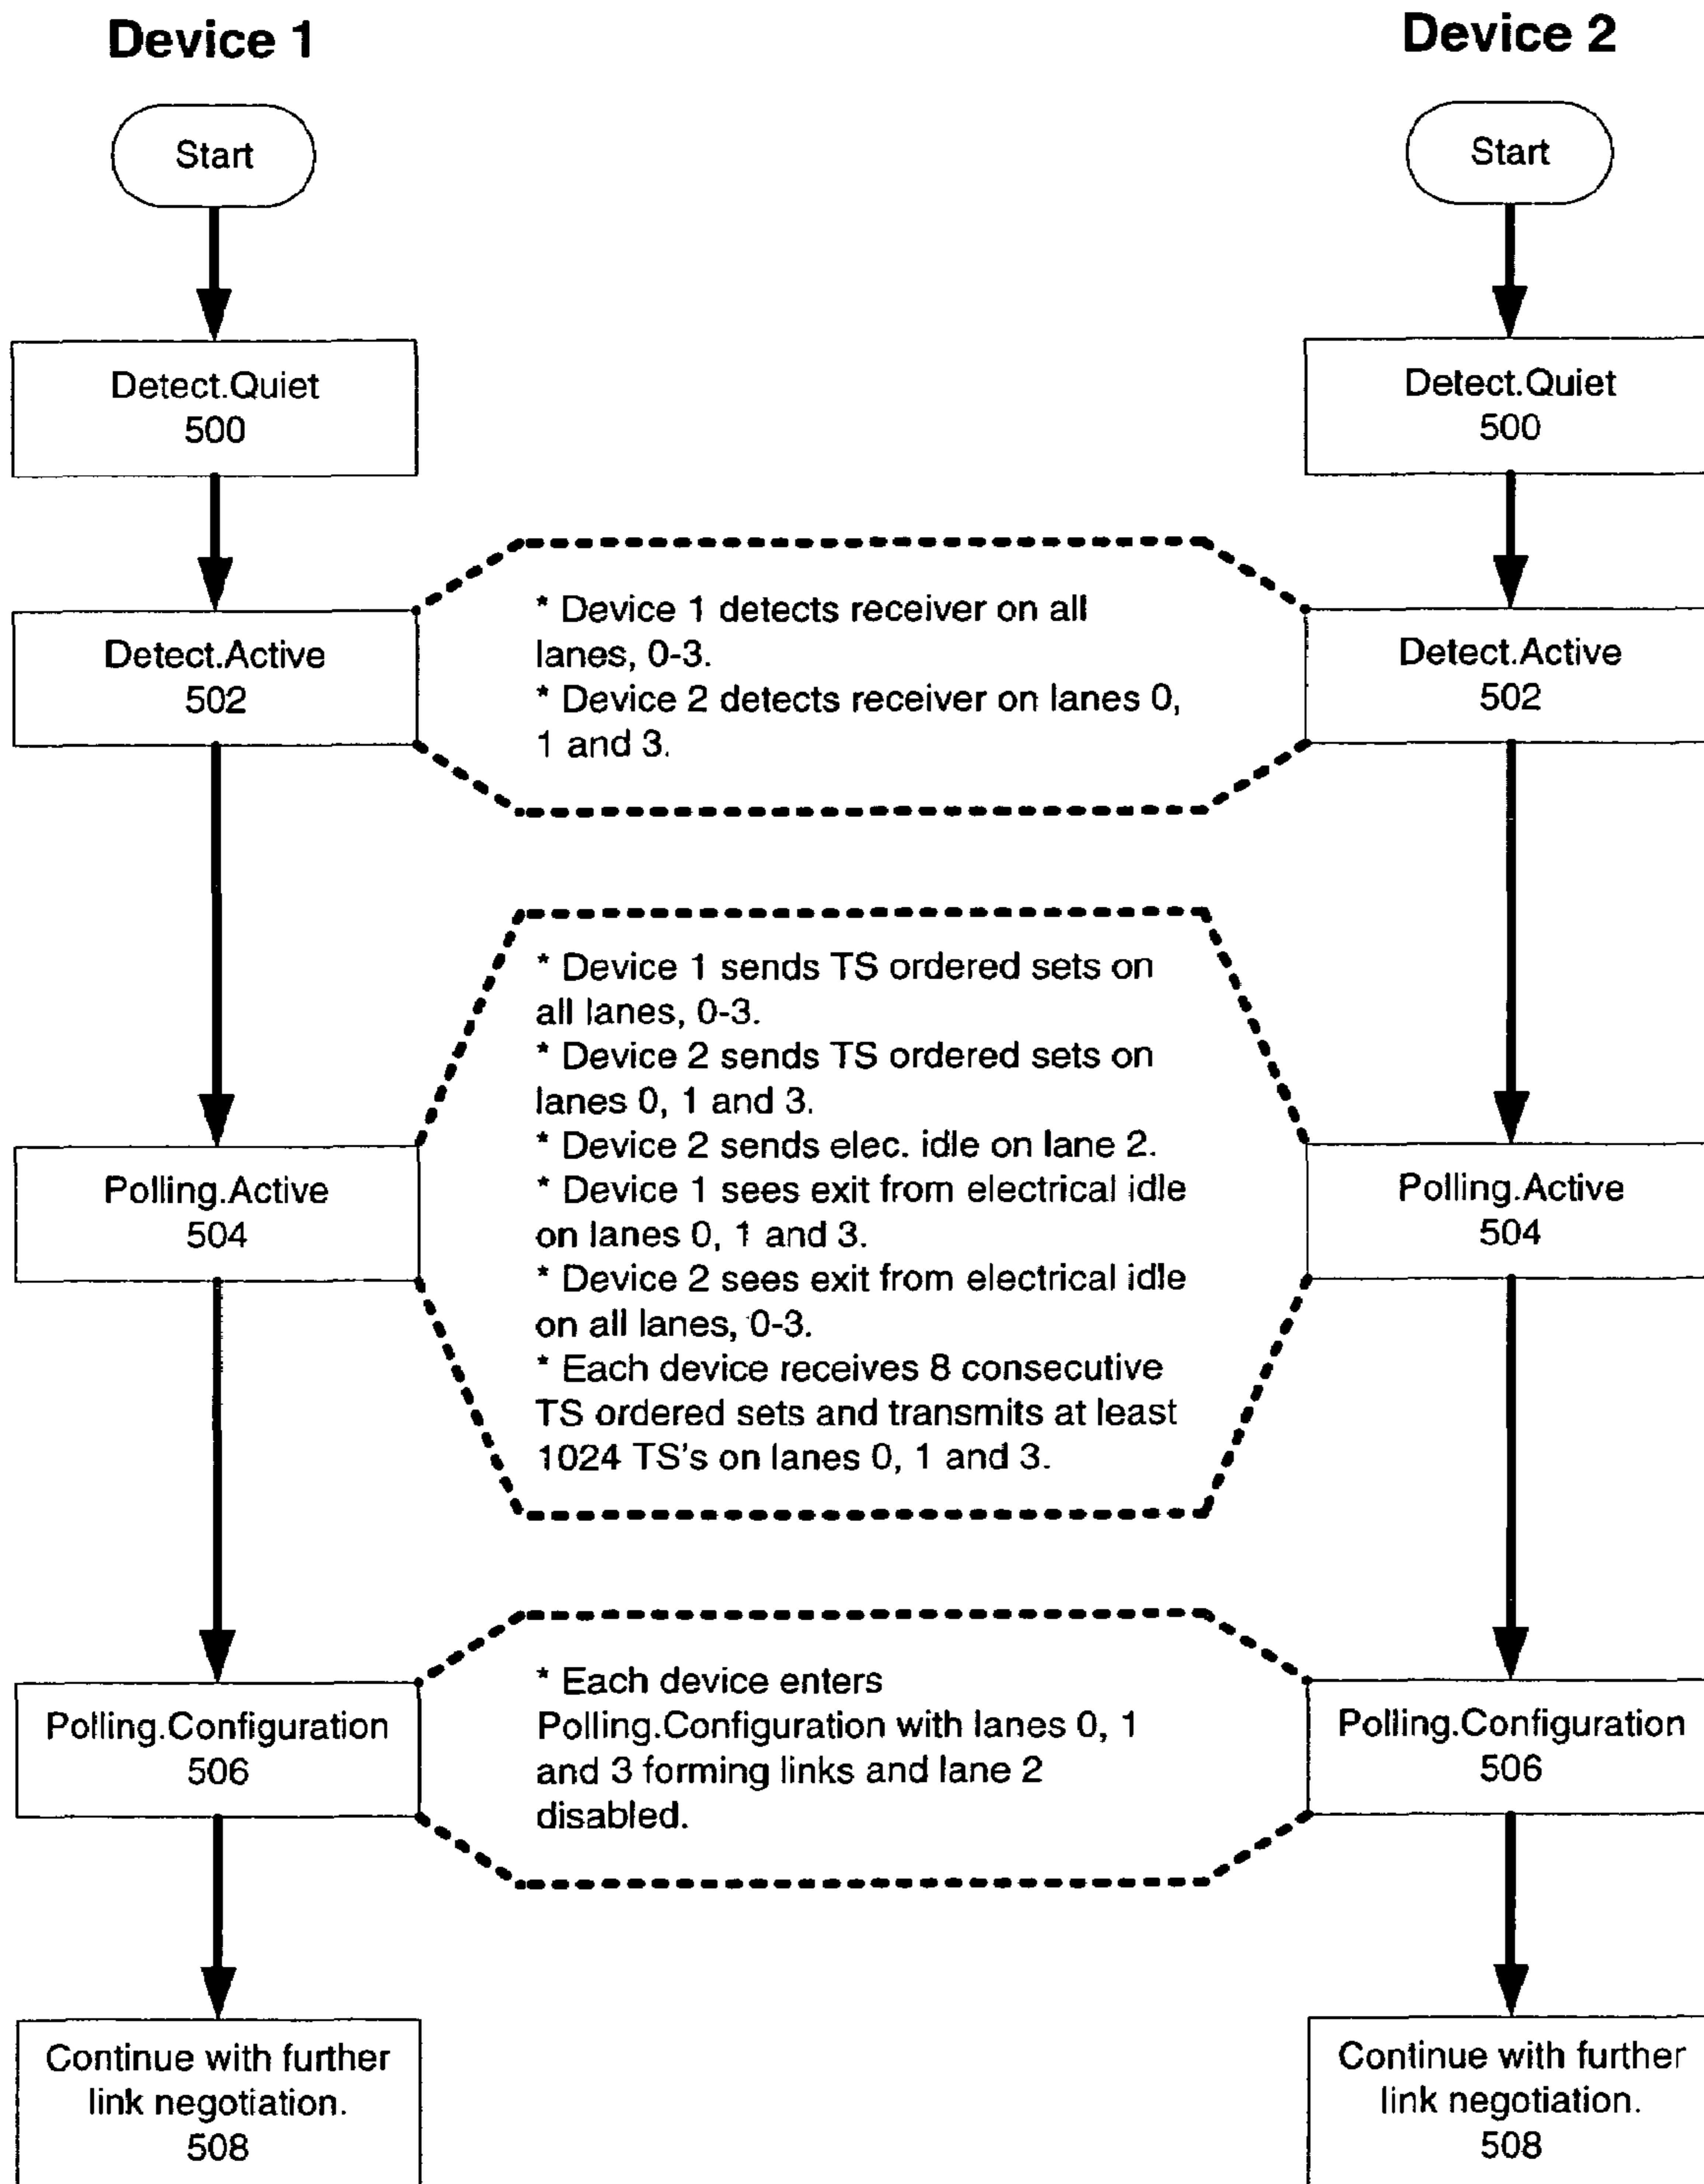 Device 1
Device 2
Start
Start
Detect.Quiet
500
Detect.Quiet
500
Detect.Active
502
* Device 1 detects receiver on all
lanes, 0-3.
* Device 2 detects receiver on lanes 0,
1 and 3.
Detect.Active
502
Polling.Active
504
* Device 1 sends TS ordered sets on
all lanes, 0-3.
* Device 2 sends TS ordered sets on
lanes 0, 1 and 3.
* Device 2 sends elec. idle on lane 2.
* Device 1 sees exit from electrical idle
on lanes 0, 1 and 3.
* Device 2 sees exit from electrical idle
on all lanes, 0-3.
* Each device receives 8 consecutive
TS ordered sets and transmits at least
1024 TS's on lanes 0, 1 and 3.
Polling.Active
504
Polling.Configuration
506
* Each device enters
Polling.Configuration with lanes 0, 1
and 3 forming links and lane 2
disabled.
Polling.Configuration
506
Continue with further
link negotiation.
508
Continue with further
link negotiation.
508